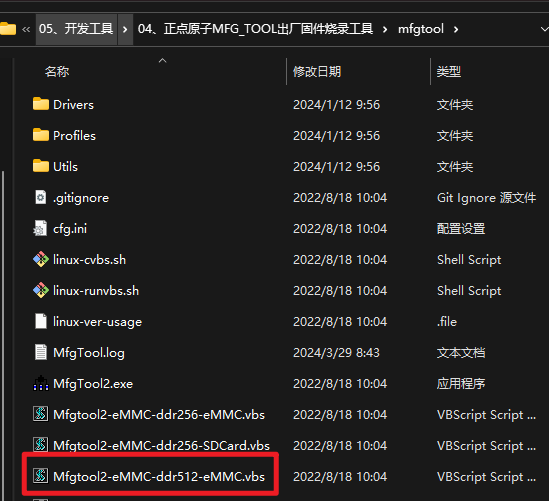 « 05、开发工具 › 04、正点原子MFG_TOOL出厂固件烧录工具 › mfgtool ›
名称 修改日期 类型
Drivers 2024/1/12 9:56 文件夹
Profiles 2024/1/12 9:56 文件夹
Utils 2024/1/12 9:56 文件夹
.gitignore 2022/8/18 10:04 Git Ignore 源文件
cfg.ini 2022/8/18 10:04 配置设置
linux-cvbs.sh 2022/8/18 10:04 Shell Script
linux-runvbs.sh 2022/8/18 10:04 Shell Script
linux-ver-usage 2022/8/18 10:04 .file
MfgTool.log 2024/3/29 8:43 文本文档
MfgTool2.exe 2022/8/18 10:04 应用程序
Mfgtool2-eMMC-ddr256-eMMC.vbs 2022/8/18 10:04 VBScript Script ...
Mfgtool2-eMMC-ddr256-SDCard.vbs 2022/8/18 10:04 VBScript Script ...
Mfgtool2-eMMC-ddr512-eMMC.vbs 2022/8/18 10:04 VBScript Script ...